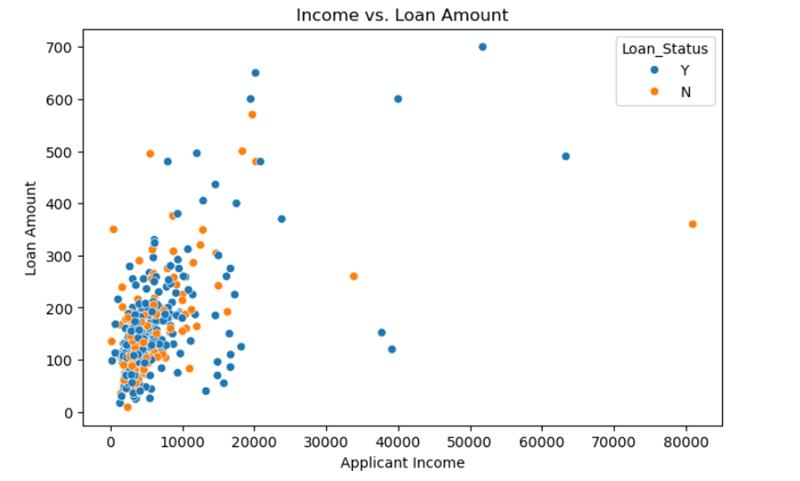 Income vs. Loan Amount
Loan_Status
Y
N
700
600
500
400
300
200
100
0
Loan Amount
0 10000 20000 30000 40000 50000 60000 70000 80000
Applicant Income